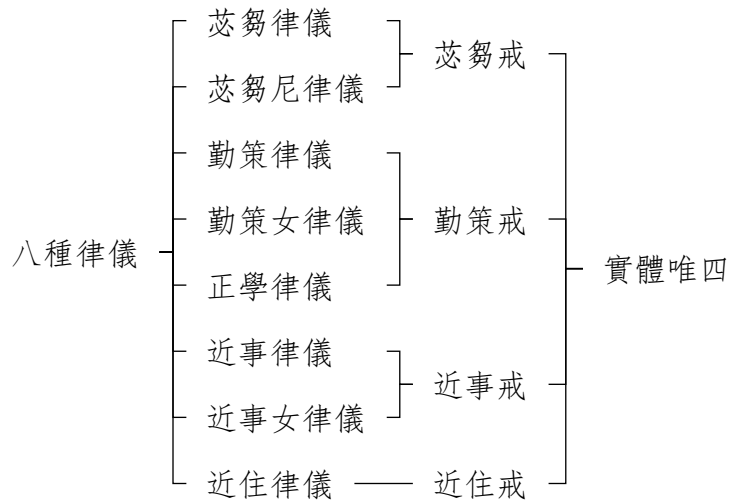 苾芻律儀
苾芻戒
苾芻尼律儀
勤策律儀
勤策女律儀
勤策戒
八種律儀
實體唯四
正學律儀
近事律儀
近事戒
近事女律儀
近住律儀
近住戒